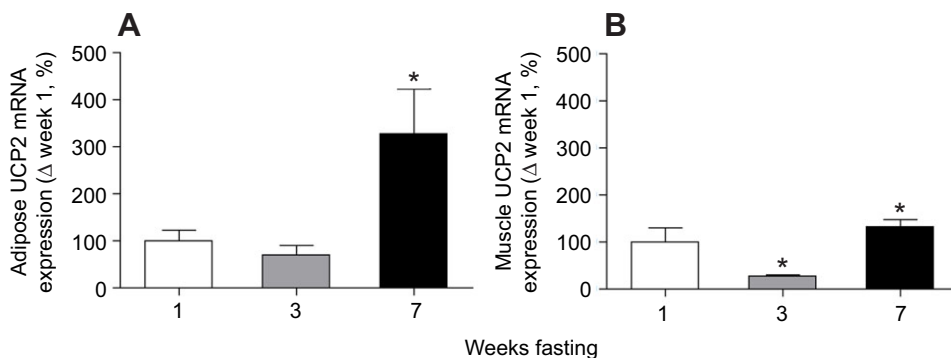 A
Adipose UCP2 mRNA
expression (Δ week 1, %)
500
400
300
200
100
0
*
1 3 7
B
Muscle UCP2 mRNA
expression (Δ week 1, %)
500
400
300
200
100
0
*
*
1 3 7
Weeks fasting